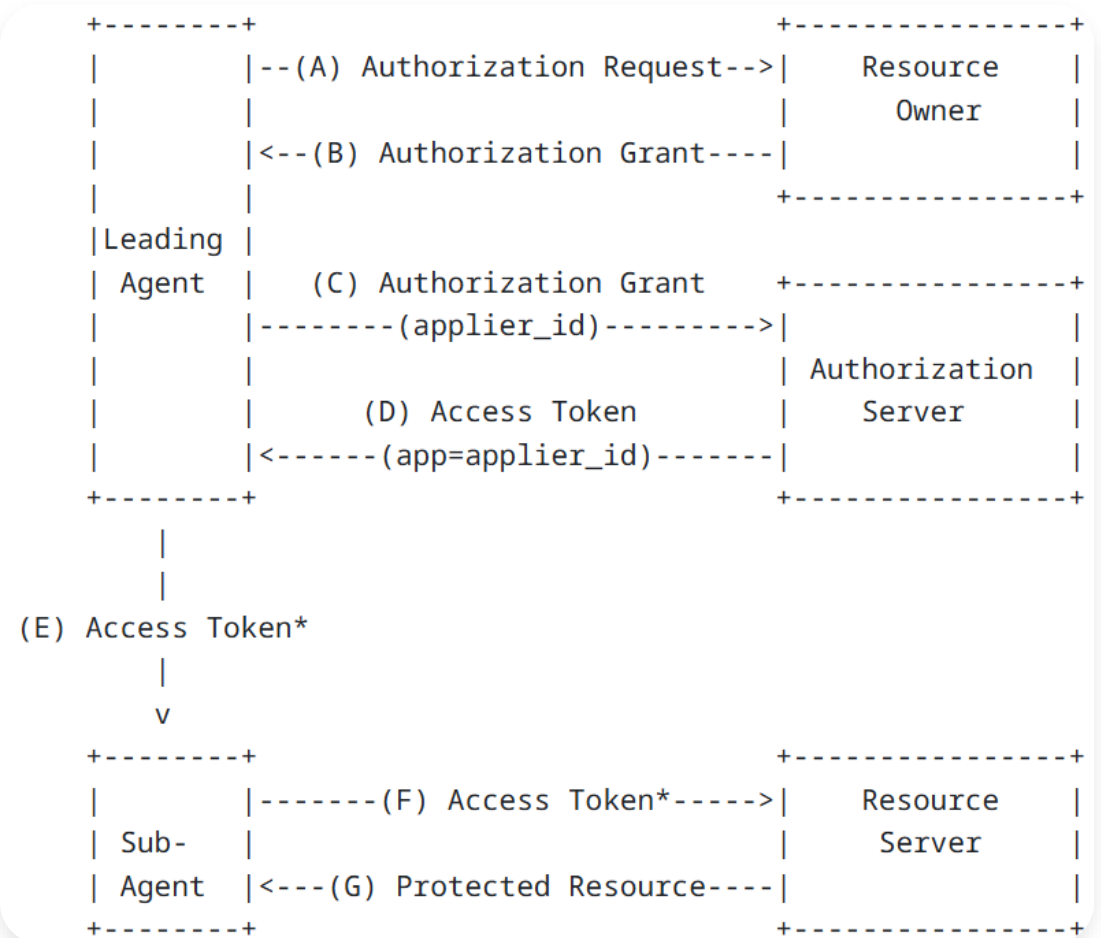 +--------+                               +----------------+
|        |--(A) Authorization Request-->|    Resource    |
|        |                               |      Owner     |
|        |<--(B) Authorization Grant----|                |
|        |                               +----------------+
|Leading |
| Agent  |   (C) Authorization Grant    +----------------+
|        |--------(applier_id)--------->|                |
|        |                               | Authorization  |
|        |      (D) Access Token        |    Server      |
|        |<------(app=applier_id)-------|                |
+--------+                               +----------------+
|
|
(E) Access Token*
|
v
+--------+                               +----------------+
|        |-------(F) Access Token*----->|    Resource    |
| Sub-   |                               |     Server     |
| Agent  |<---(G) Protected Resource----|                |
+--------+                               +----------------+